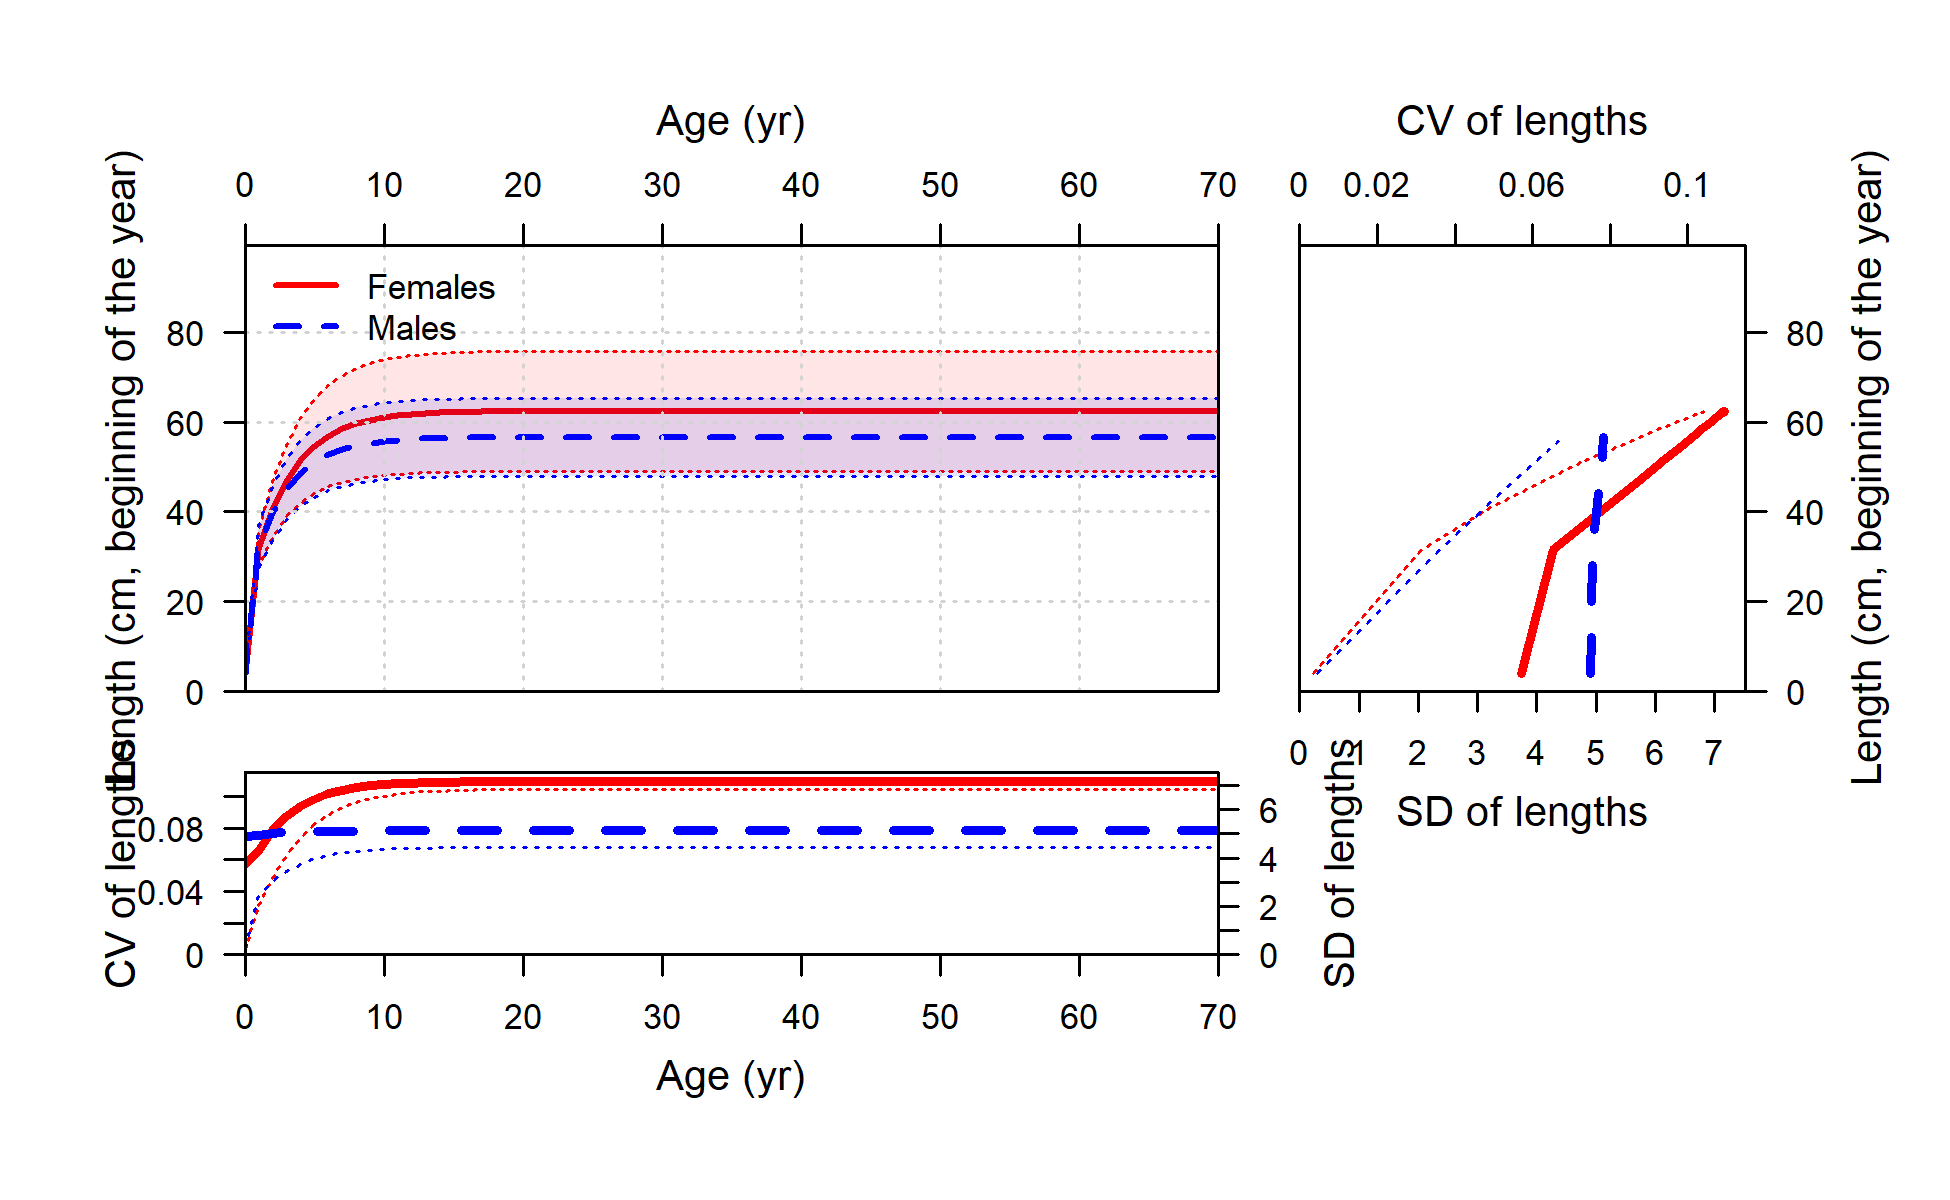 Age (yr)
0 10 20 30 40 50 60 70
Length (cm, beginning of the year)
80
60
40
20
0
Females
Males
CV of lengths
0 0.02 0.06 0.1
Length (cm, beginning of the year)
80
60
40
20
0
0 1 2 3 4 5 6 7
SD of lengths
CV of lengths
0.08
0.04
0
6
4
2
0
SD of lengths
0 10 20 30 40 50 60 70
Age (yr)